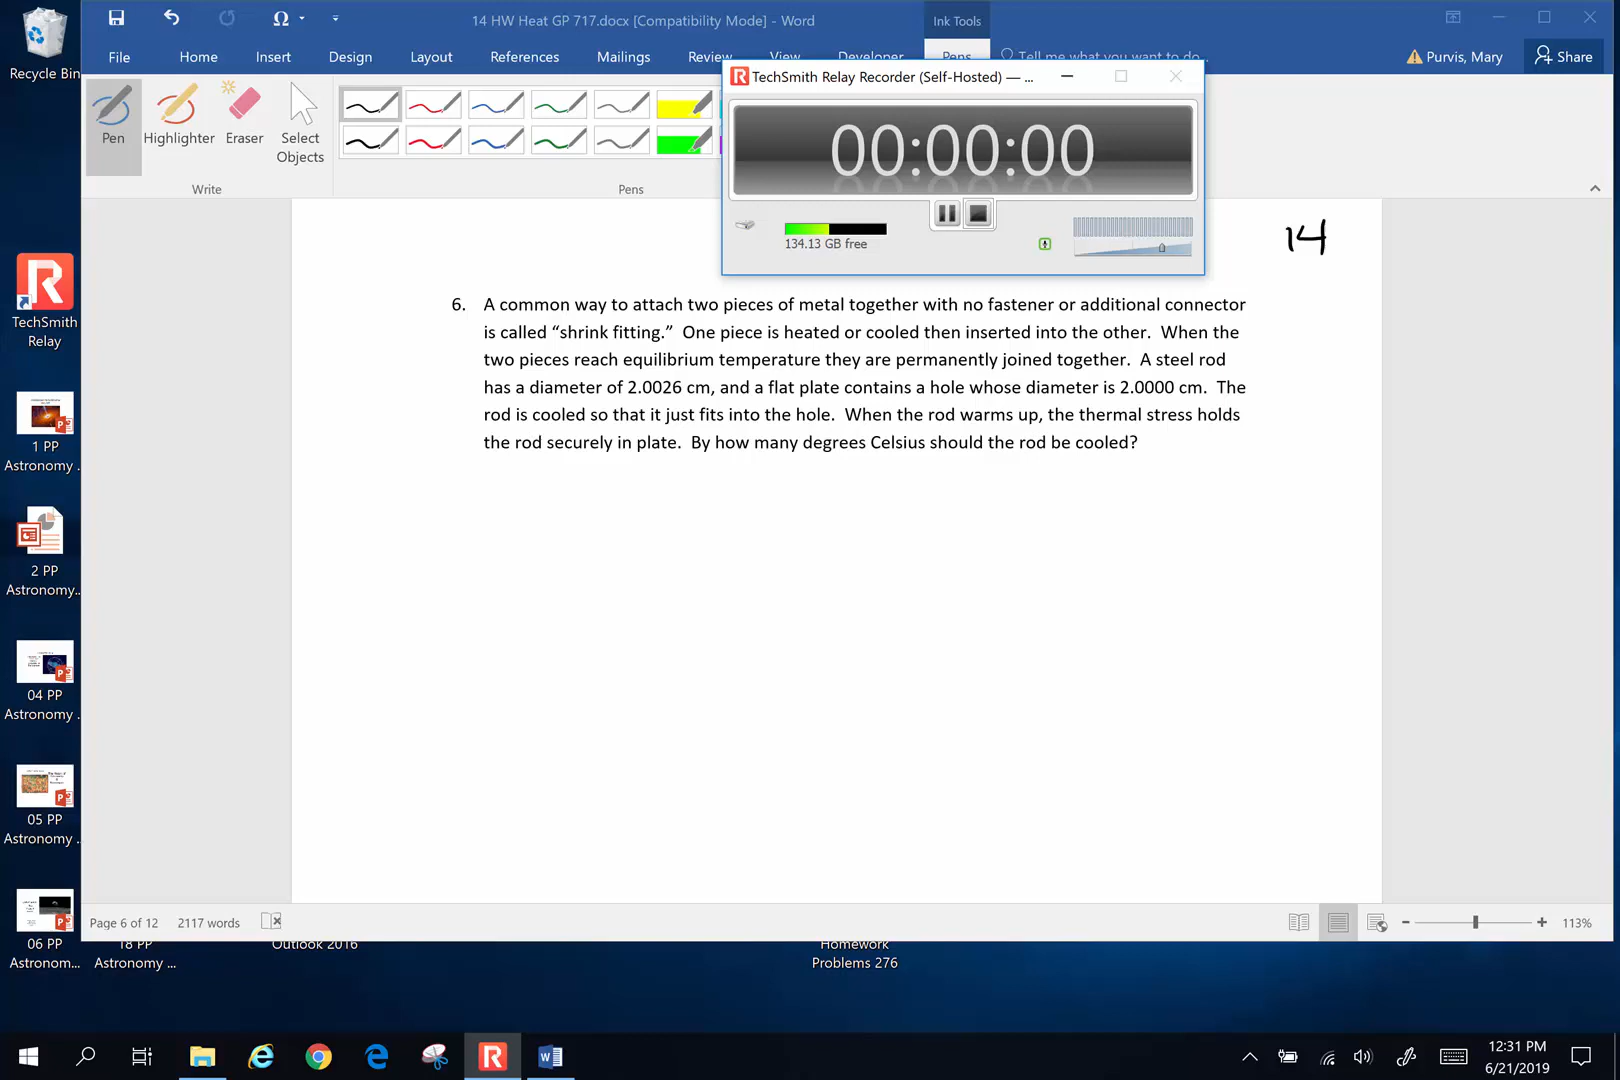 Recycle Bin
14 HW Heat GP 717.docx [Compatibility Mode] - Word
Ink Tools
File Home Insert Design Layout References Mailings Review View Developer Pens Tell me what you want to do...
Purvis, Mary
Share
TechSmith Relay Recorder (Self-Hosted) — ...
Pen
Highlighter
Eraser
Select
Objects
Write
Pens
00:00:00
134.13 GB free
14
6. A common way to attach two pieces of metal together with no fastener or additional connector
is called “shrink fitting.” One piece is heated or cooled then inserted into the other. When the
two pieces reach equilibrium temperature they are permanently joined together. A steel rod
has a diameter of 2.0026 cm, and a flat plate contains a hole whose diameter is 2.0000 cm. The
rod is cooled so that it just fits into the hole. When the rod warms up, the thermal stress holds
the rod securely in plate. By how many degrees Celsius should the rod be cooled?
TechSmith
Relay
1 PP
Astronomy ...
2 PP
Astronomy...
04 PP
Astronomy ...
05 PP
Astronomy ...
06 PP
Astronom...
18 PP
Astronomy ...
Outlook 2016
Homework
Problems 276
Page 6 of 12 2117 words
113%
12:31 PM
6/21/2019